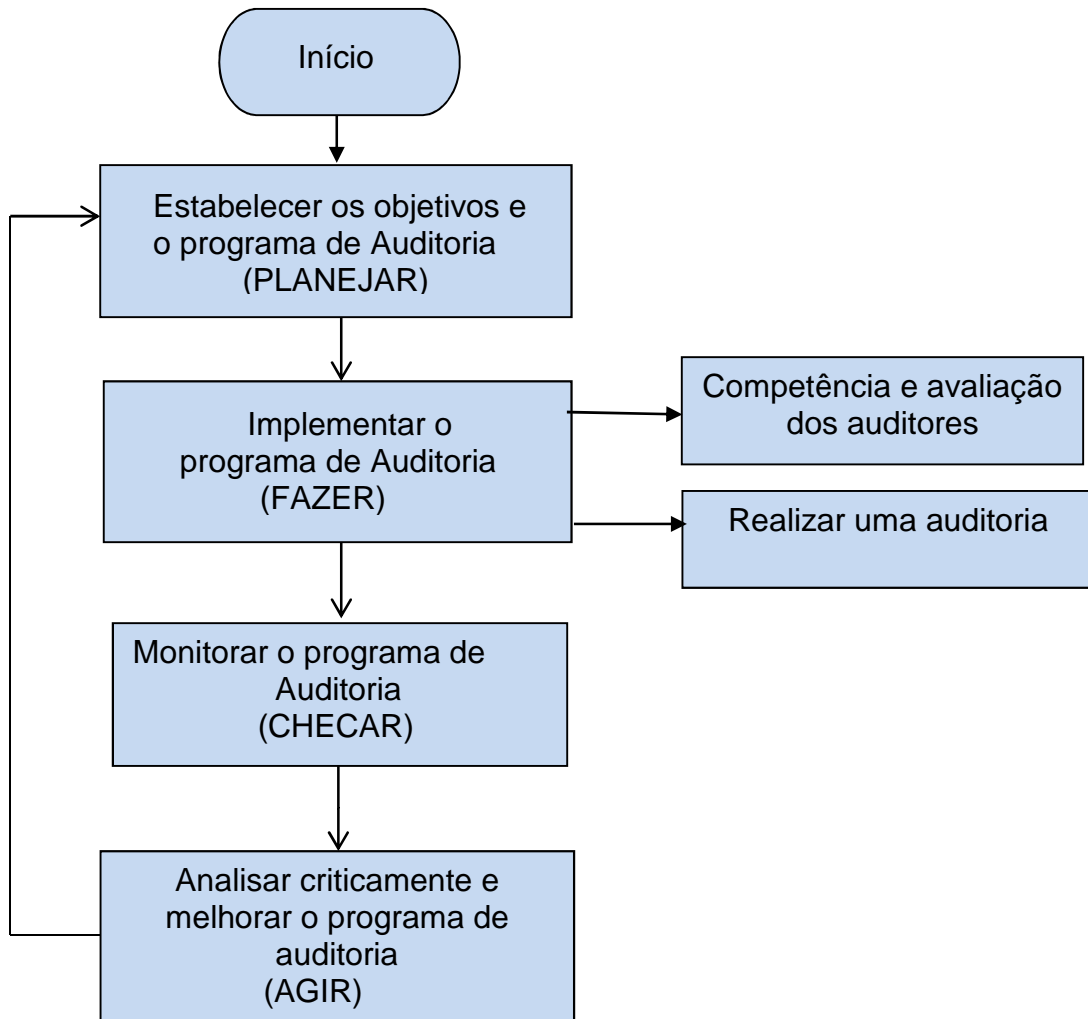 Início
Estabelecer os objetivos e
o programa de Auditoria
(PLANEJAR)
Implementar o
programa de Auditoria
(FAZER)
Competência e avaliação
dos auditores
Realizar uma auditoria
Monitorar o programa de
Auditoria
(CHECAR)
Analisar criticamente e
melhorar o programa de
auditoria
(AGIR)